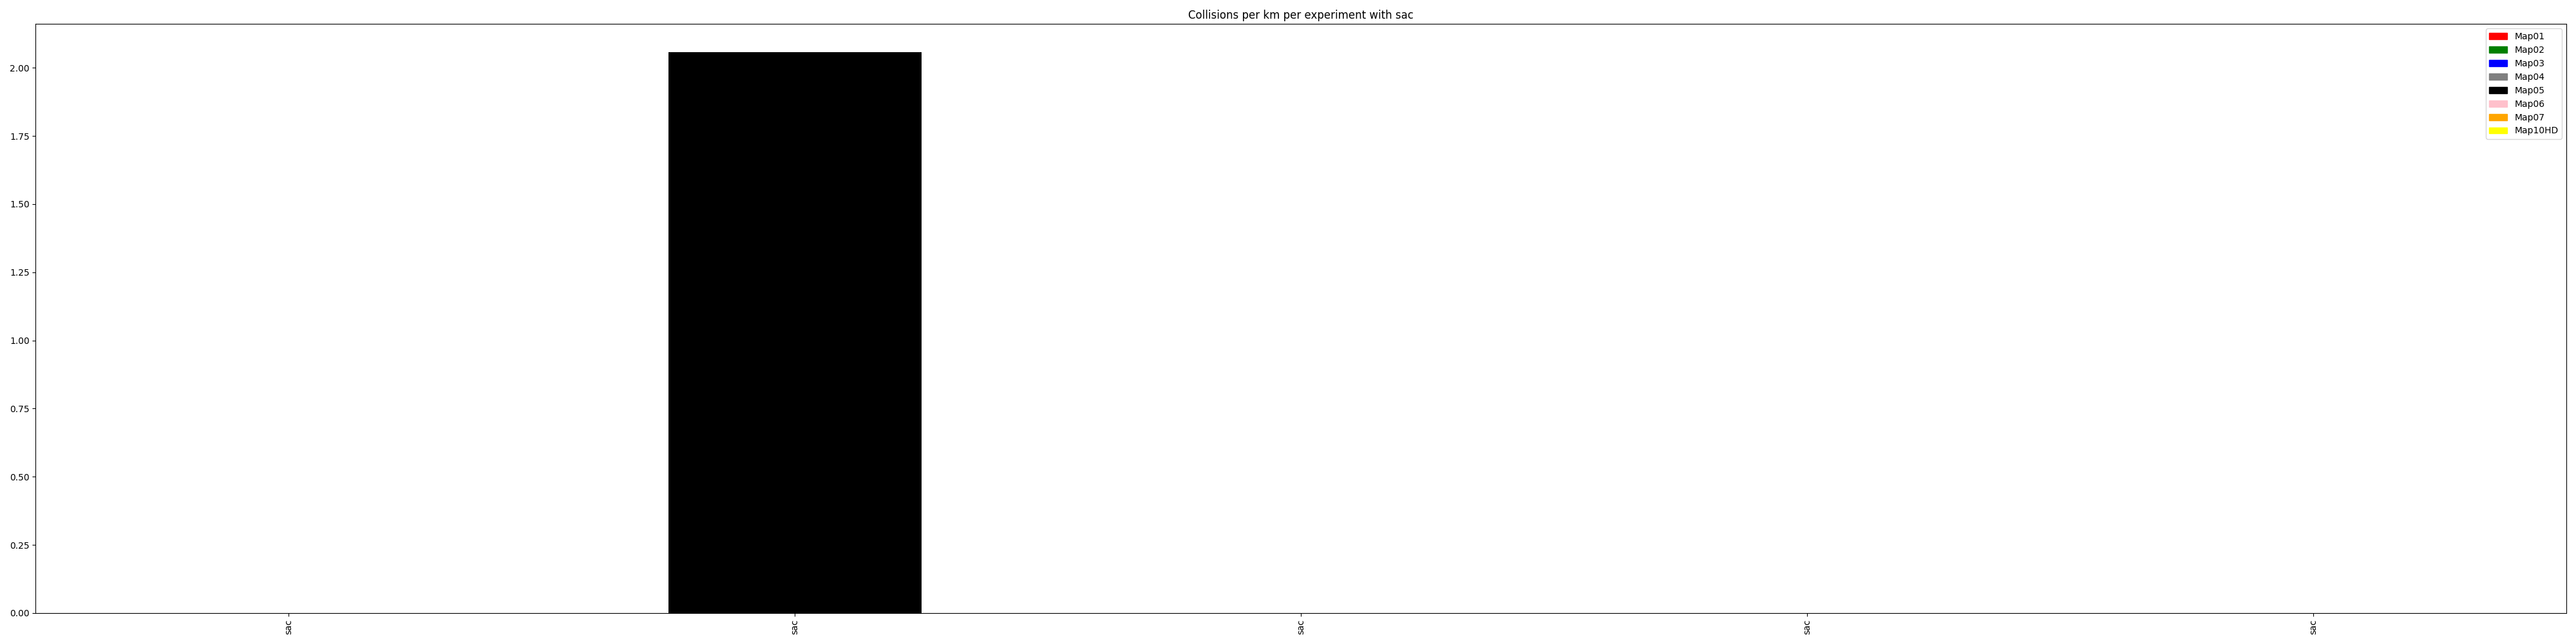 Collisions per km per experiment with sac
Map01
Map02
Map03
Map04
Map05
Map06
Map07
Map10HD
2.00
1.75
1.50
1.25
1.00
0.75
0.50
0.25
0.00
sac
sac
sac
sac
sac